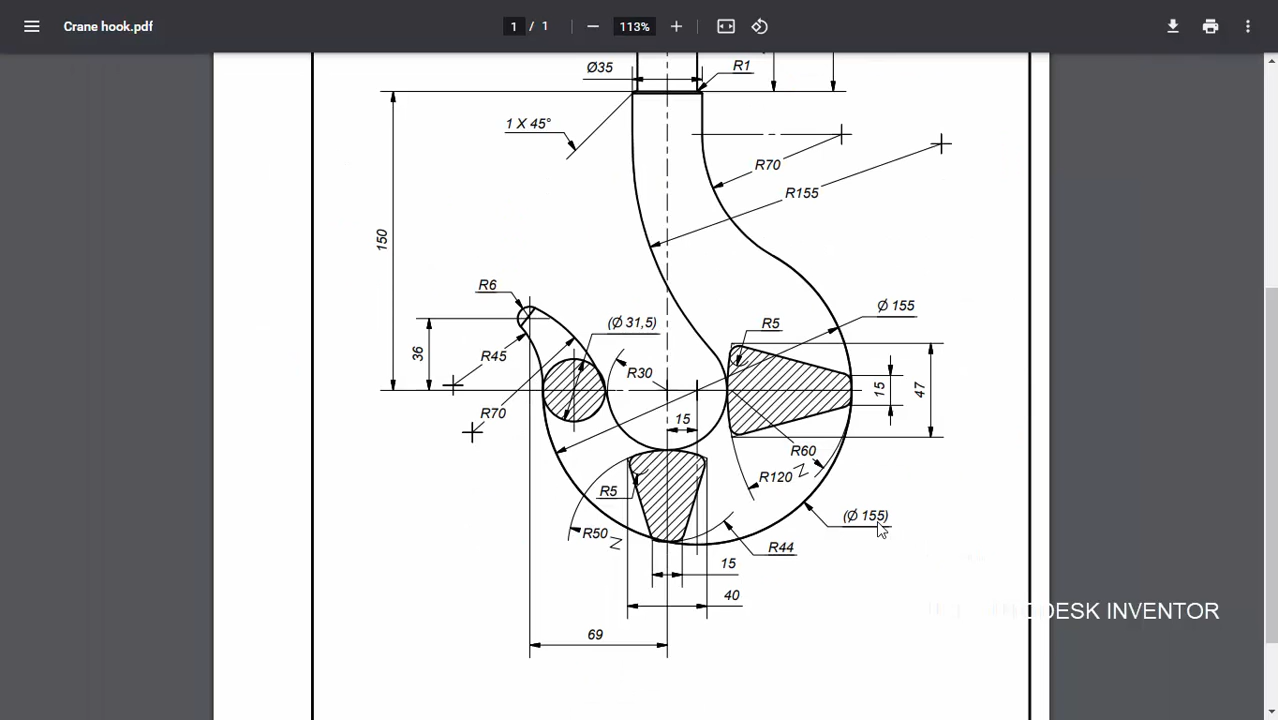 Crane hook.pdf
1 / 1
113%
Ø35
R1
1 X 45°
R70
R155
150
R6
(Ø 31,5)
Ø 155
R5
36
R45
R30
15
47
R70
15
R60
R120
R5
(Ø 155)
R50
R44
15
40
69
DESK INVENTOR